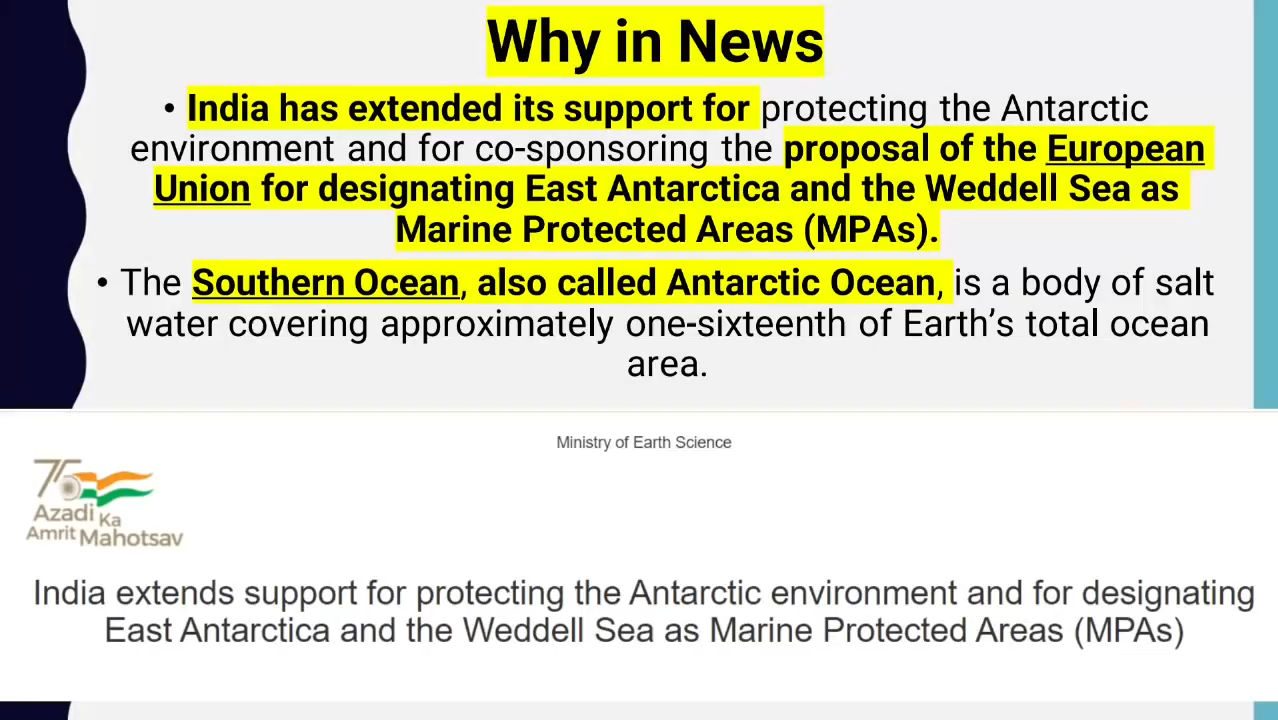 Why in News
• India has extended its support for protecting the Antarctic
environment and for co-sponsoring the proposal of the European
Union for designating East Antarctica and the Weddell Sea as
Marine Protected Areas (MPAs).
• The Southern Ocean, also called Antarctic Ocean, is a body of salt
water covering approximately one-sixteenth of Earth’s total ocean
area.
Ministry of Earth Science
75
Azadi Ka
Amrit Mahotsav
India extends support for protecting the Antarctic environment and for designating
East Antarctica and the Weddell Sea as Marine Protected Areas (MPAs)